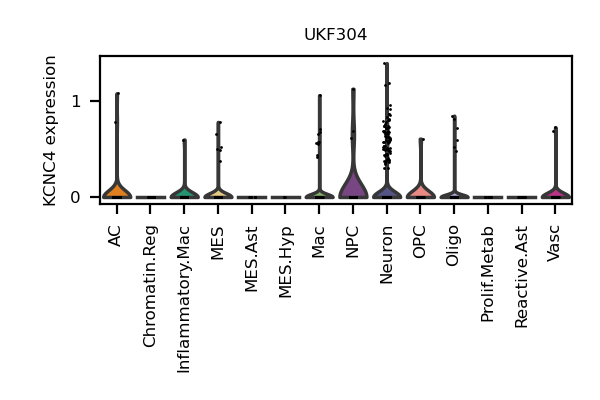 UKF304
KCNC4 expression
1
0
AC
Chromatin.Reg
Inflammatory.Mac
MES
MES.Ast
MES.Hyp
Mac
NPC
Neuron
OPC
Oligo
Prolif.Metab
Reactive.Ast
Vasc